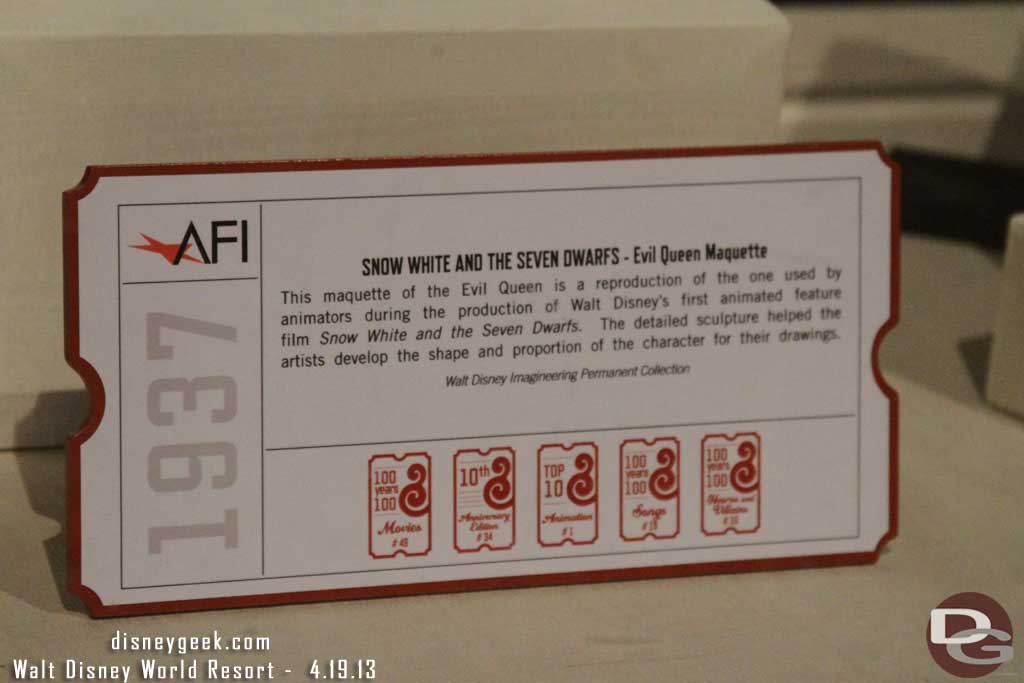 AFI
1937
SNOW WHITE AND THE SEVEN DWARFS - Evil Queen Maquette
This maquette of the Evil Queen is a reproduction of the one used by
animators during the production of Walt Disney's first animated feature
film Snow White and the Seven Dwarfs. The detailed sculpture helped the
artists develop the shape and proportion of the character for their drawings.
Walt Disney Imagineering Permanent Collection
100
years
100
Movies
# 49
10th
Anniversary
Edition
# 34
TOP
10
Animation
# 1
100
years
100
Songs
# 19
100
years
100
Heroes and
Villains
# 10
disneygeek.com
Walt Disney World Resort - 4.19.13
DG